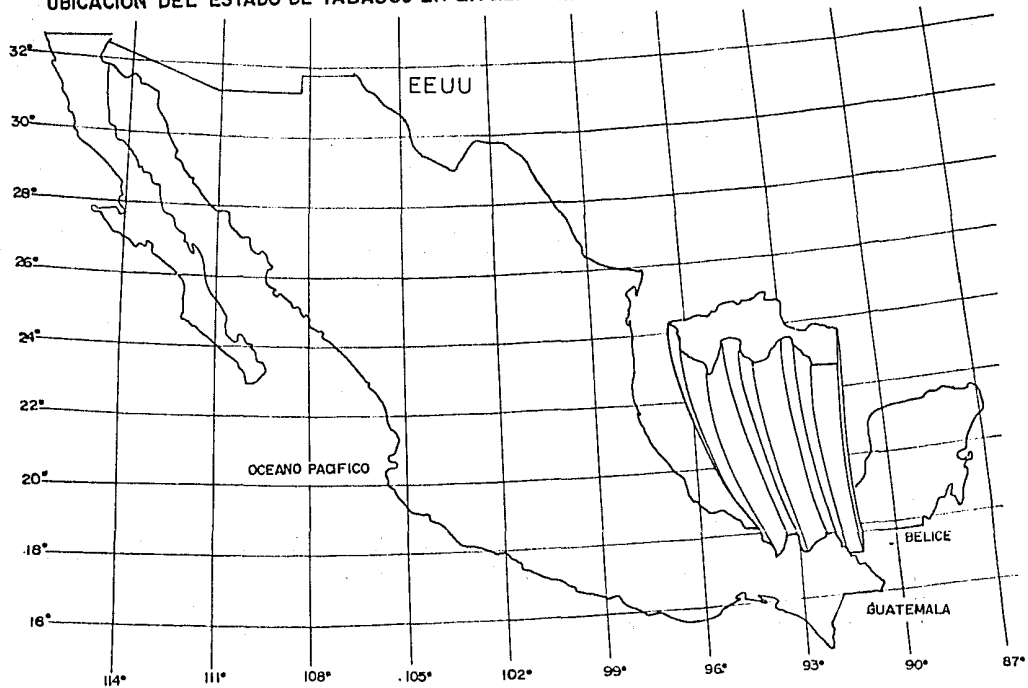 UBICACION DEL ESTADO DE TABASCO EN LA
32°
EEUU
30°
28°
26°
24°
22°
OCEANO PACIFICO
20°
18°
BELICE
GUATEMALA
16°
114° 111° 108° 105° 102° 99° 96° 93° 90° 87°